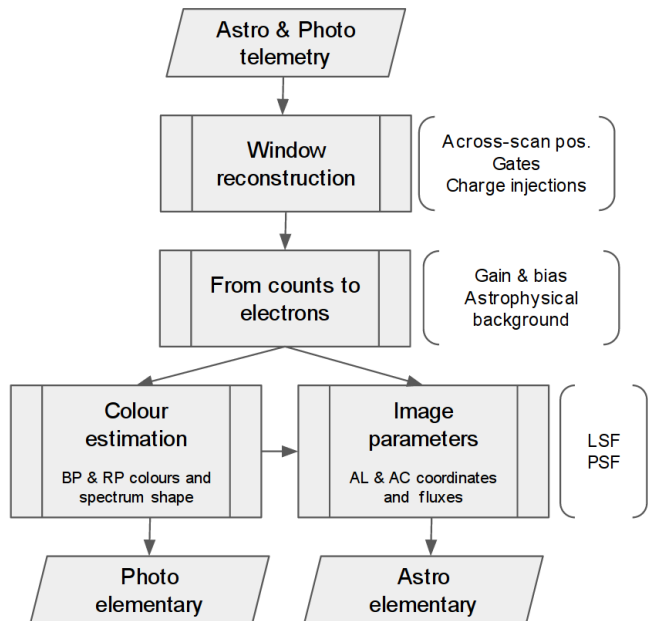 Astro & Photo
telemetry
Window
reconstruction
Across-scan pos.
Gates
Charge injections
From counts to
electrons
Gain & bias
Astrophysical
background
Colour
estimation
BP & RP colours and
spectrum shape
Image
parameters
AL & AC coordinates
and fluxes
LSF
PSF
Photo
elementary
Astro
elementary